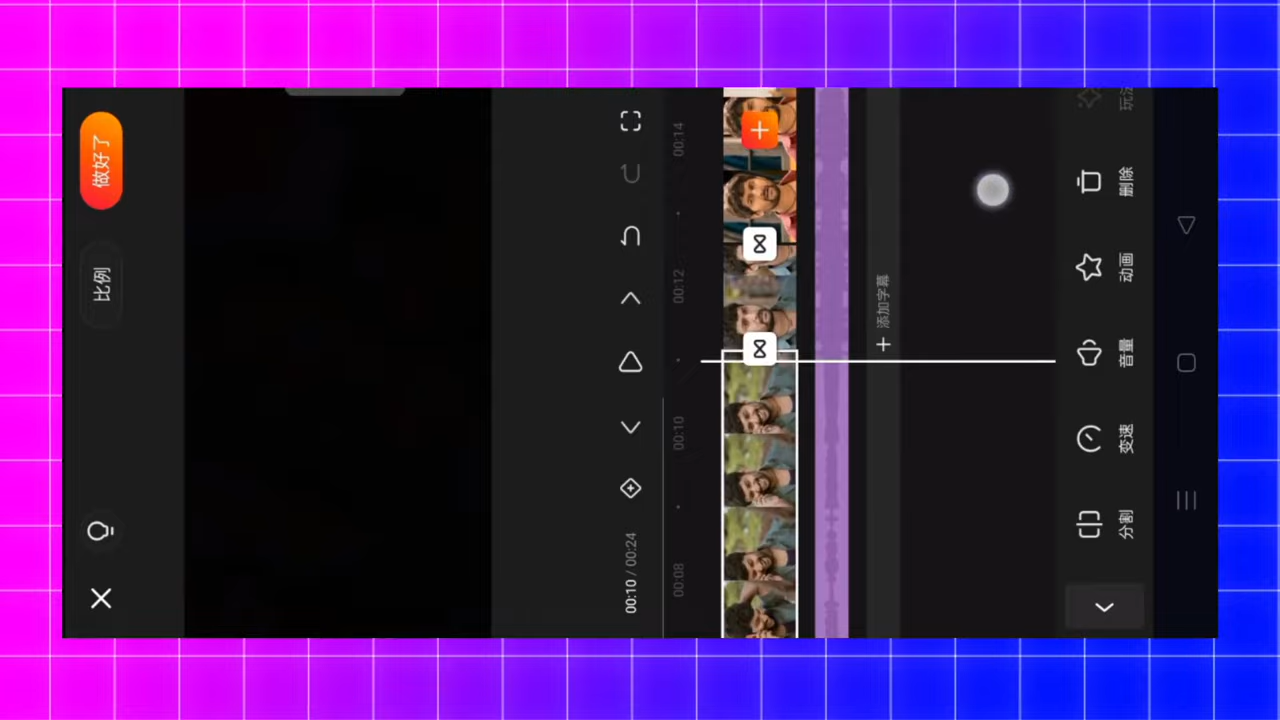 做好了
比例
00:10 / 00:24
00:08
00:10
00:12
00:14
添加字幕
分割
变速
音量
动画
删除